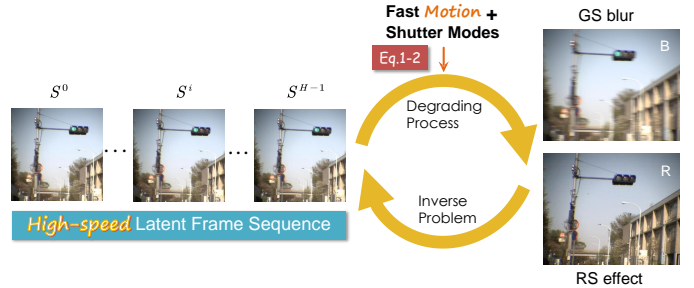 Fast Motion +
Shutter Modes
Eq.1-2
GS blur
B
S^0
S^i
S^{H-1}
... ...
Degrading
Process
Inverse
Problem
R
High-speed Latent Frame Sequence
RS effect